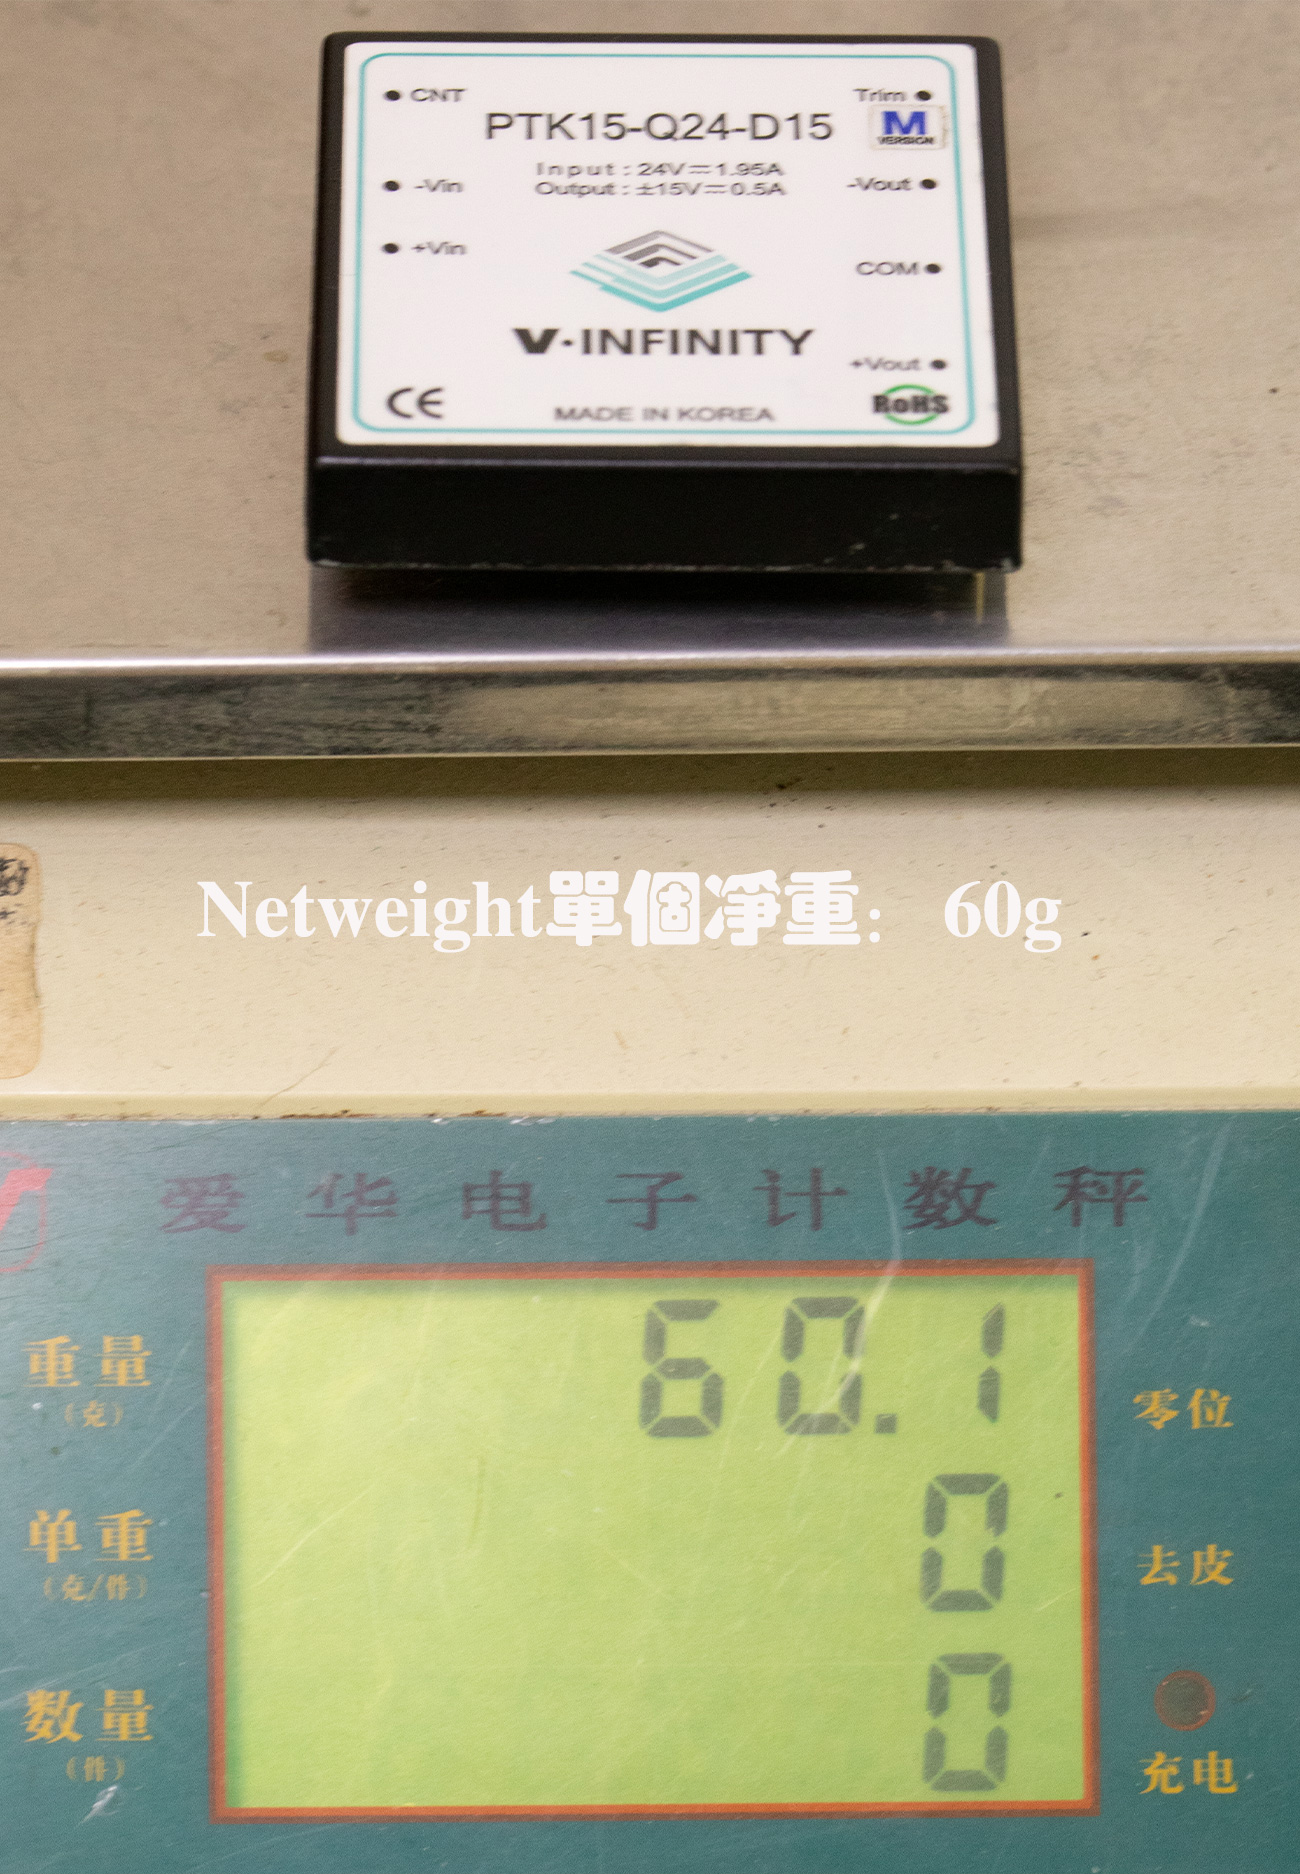 CNT
Trim
PTK15-Q24-D15
M
VERSION
Input : 24V⎓1.95A
-Vin
Output : ±15V⎓0.5A
-Vout
+Vin
COM
V·INFINITY
+Vout
CE
MADE IN KOREA
RoHS
Netweight單個凈重： 60g
爱华电子计数秤
重量
60.1
(克)
零位
单重
0
(克/件)
去皮
数量
0
(件)
充电